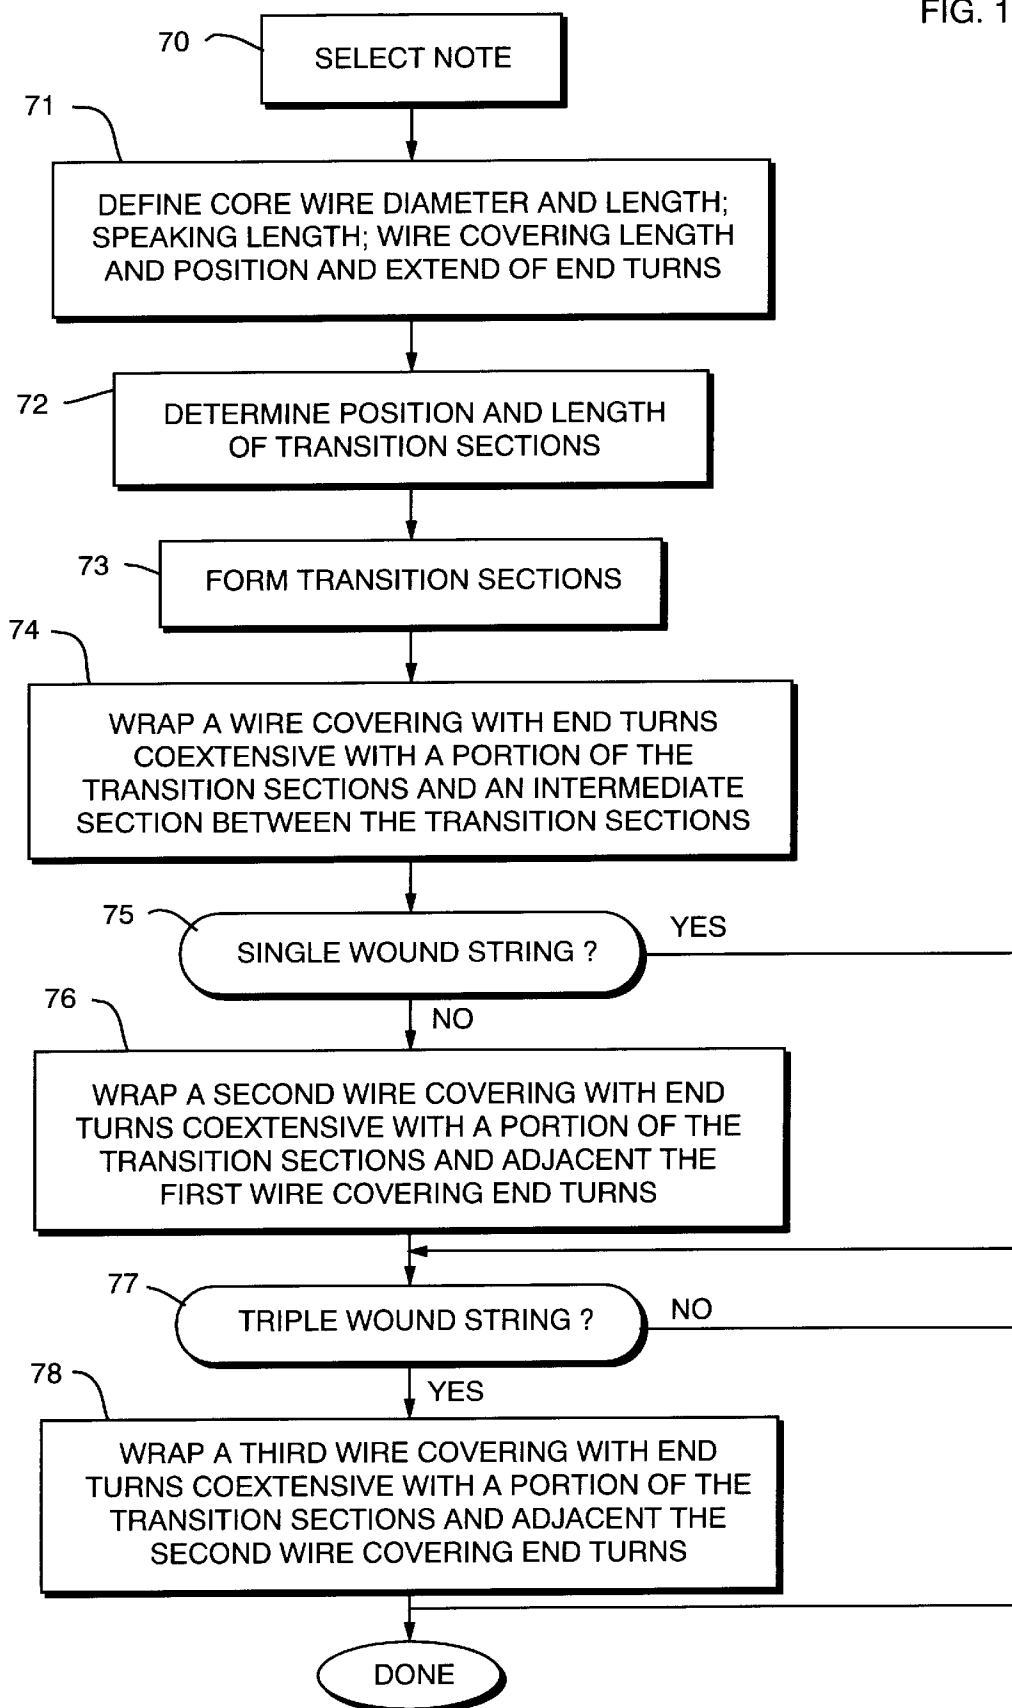 FIG. 1
70
SELECT NOTE
71
DEFINE CORE WIRE DIAMETER AND LENGTH;
SPEAKING LENGTH; WIRE COVERING LENGTH
AND POSITION AND EXTEND OF END TURNS
72
DETERMINE POSITION AND LENGTH
OF TRANSITION SECTIONS
73
FORM TRANSITION SECTIONS
74
WRAP A WIRE COVERING WITH END TURNS
COEXTENSIVE WITH A PORTION OF THE
TRANSITION SECTIONS AND AN INTERMEDIATE
SECTION BETWEEN THE TRANSITION SECTIONS
75
SINGLE WOUND STRING ?
YES
NO
76
WRAP A SECOND WIRE COVERING WITH END
TURNS COEXTENSIVE WITH A PORTION OF THE
TRANSITION SECTIONS AND ADJACENT THE
FIRST WIRE COVERING END TURNS
77
TRIPLE WOUND STRING ?
NO
YES
78
WRAP A THIRD WIRE COVERING WITH END
TURNS COEXTENSIVE WITH A PORTION OF THE
TRANSITION SECTIONS AND ADJACENT THE
SECOND WIRE COVERING END TURNS
DONE